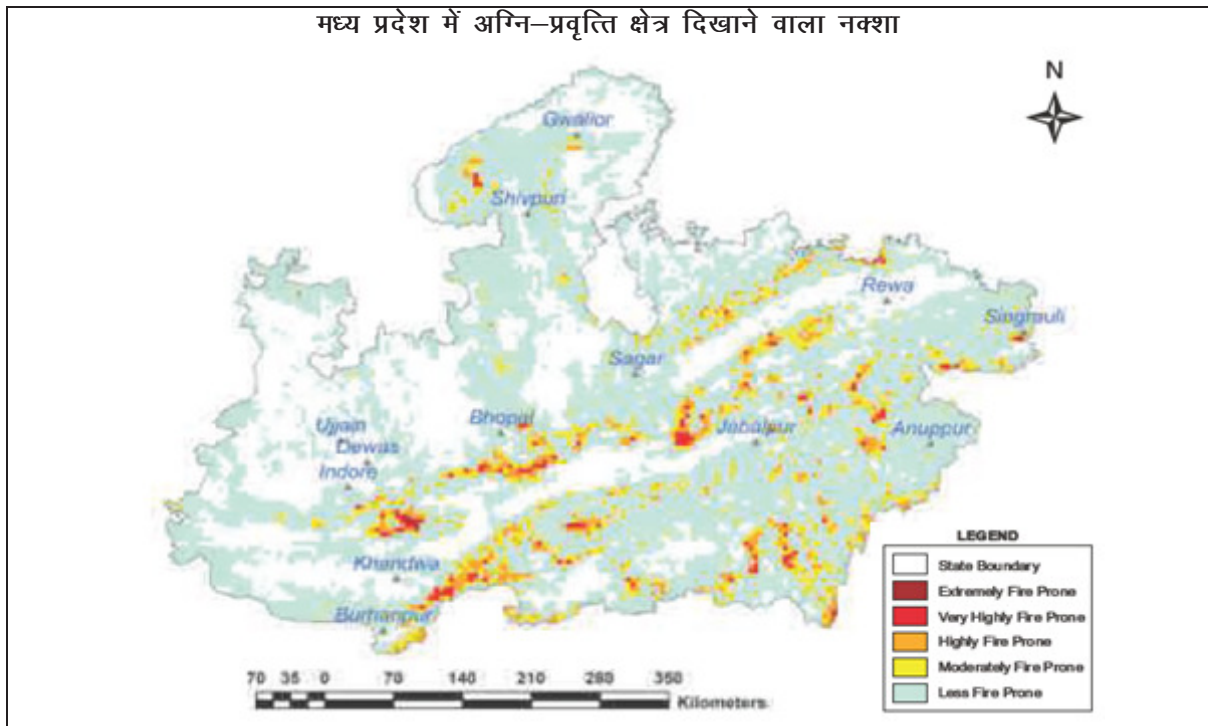 मध्य प्रदेश में अग्नि–प्रवृत्ति क्षेत्र दिखाने वाला नक्शा
N
Gwalior
Shivpuri
Rewa
Singrauli
Sagar
Bhopal
Jabalpur
Anuppur
Ujjain
Dewas
Indore
Khandwa
Burhanpur
LEGEND
State Boundary
Extremely Fire Prone
Very Highly Fire Prone
Highly Fire Prone
Moderately Fire Prone
Less Fire Prone
70 35 0 70 140 210 280 350
Kilometers